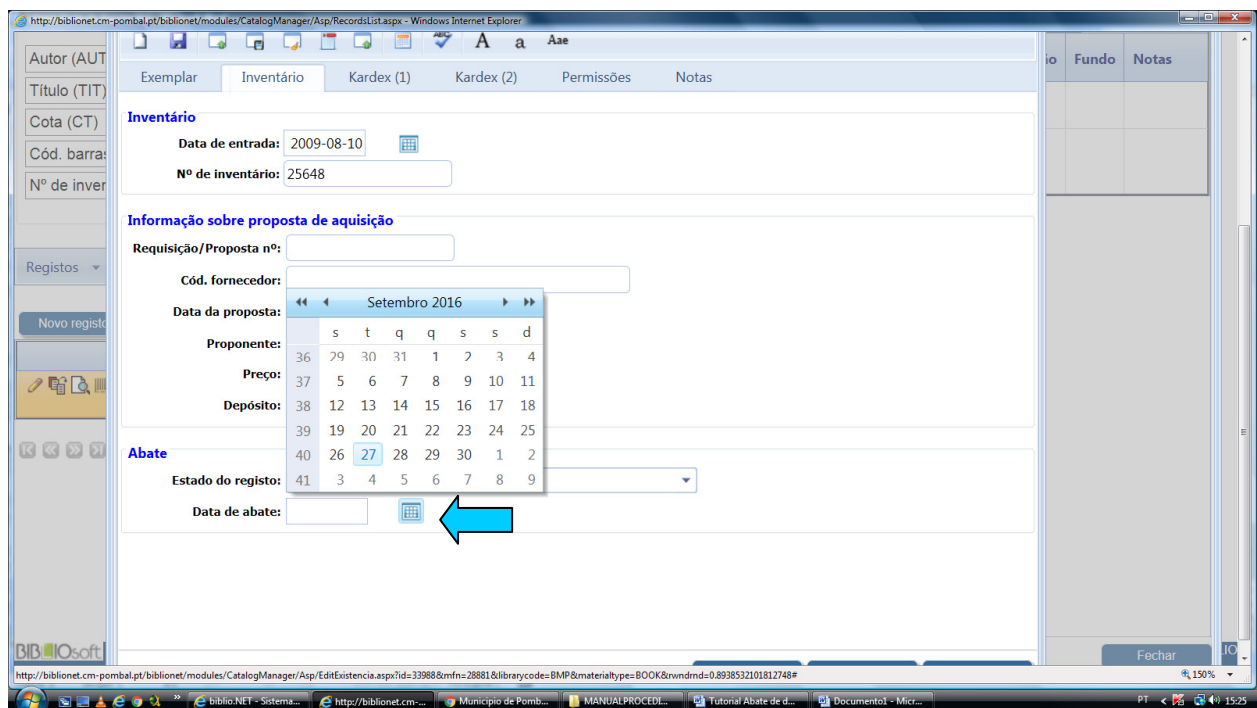 http://biblionet.cm-pombal.pt/biblionet/modules/CatalogManager/Asp/RecordsList.aspx - Windows Internet Explorer
ABC A a Aae
Autor (AUT
Título (TIT)
Cota (CT)
Cód. barras
Nº de inver
Registos
Novo registo
Exemplar Inventário Kardex (1) Kardex (2) Permissões Notas
io Fundo Notas
Inventário
Data de entrada: 2009-08-10
Nº de inventário: 25648
Informação sobre proposta de aquisição
Requisição/Proposta nº:
Cód. fornecedor:
Data da proposta:
Proponente:
Preço:
Depósito:
Setembro 2016
s t q q s s d
36 29 30 31 1 2 3 4
37 5 6 7 8 9 10 11
38 12 13 14 15 16 17 18
39 19 20 21 22 23 24 25
40 26 27 28 29 30 1 2
41 3 4 5 6 7 8 9
Abate
Estado do registo:
Data de abate:
BIBLIOsoft
Fechar
IO
http://biblionet.cm-pombal.pt/biblionet/modules/CatalogManager/Asp/EditExistencia.aspx?id=33988&mfn=28881&librarycode=BMP&materialtype=BOOK&rwndrnd=0.8938532101812748#
150%
biblio.NET - Sistema... http://biblionet.cm-... Municipio de Pomb... MANUALPROCEDI... Tutorial Abate de d... Documento1 - Micr...
PT 15:25